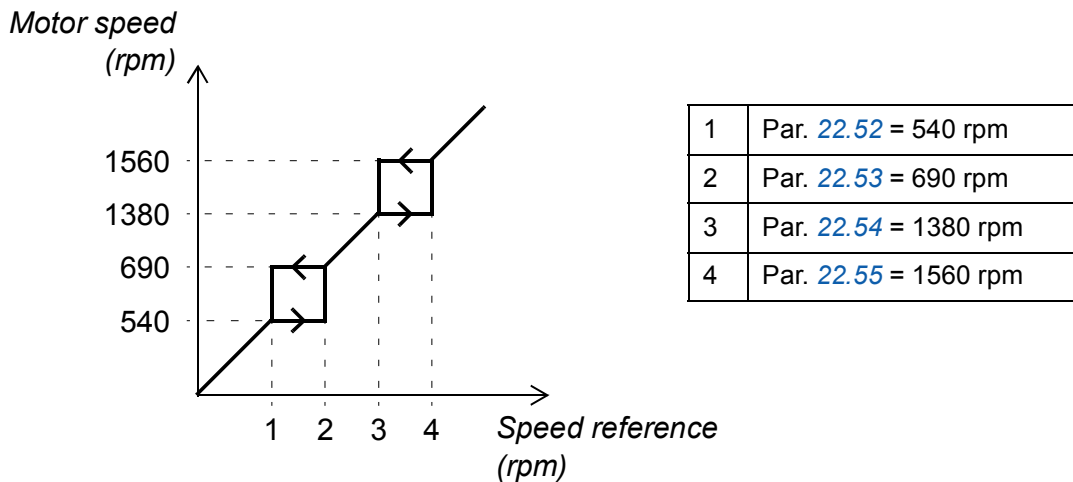 Motor speed
(rpm)
1560
1380
690
540
1 2 3 4
Speed reference
(rpm)
1 Par. 22.52 = 540 rpm
2 Par. 22.53 = 690 rpm
3 Par. 22.54 = 1380 rpm
4 Par. 22.55 = 1560 rpm